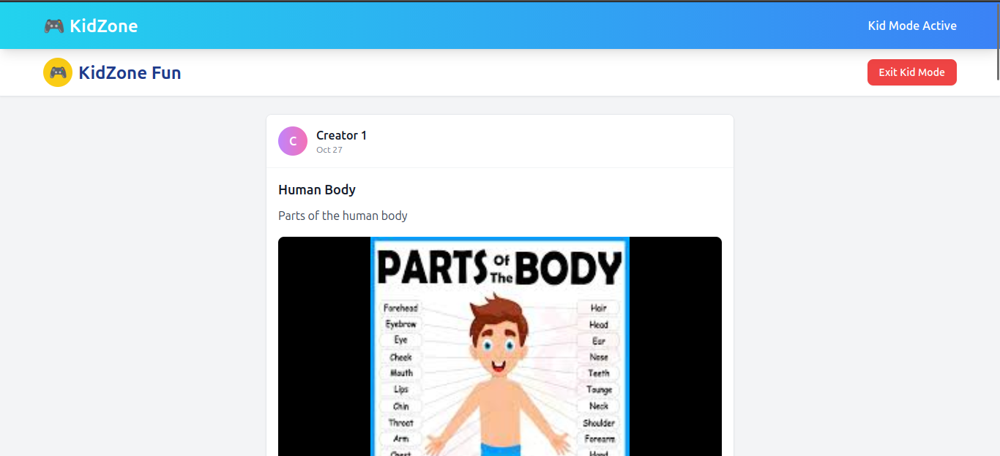 🎮 KidZone
Kid Mode Active
🎮 KidZone Fun
Exit Kid Mode
C
Creator 1
Oct 27
Human Body
Parts of the human body
PARTS Of The BODY
Forehead
Hair
Eyebrow
Head
Eye
Ear
Cheek
Nose
Mouth
Teeth
Lips
Tounge
Chin
Neck
Throat
Shoulder
Arm
Forearm
Chest
Hand